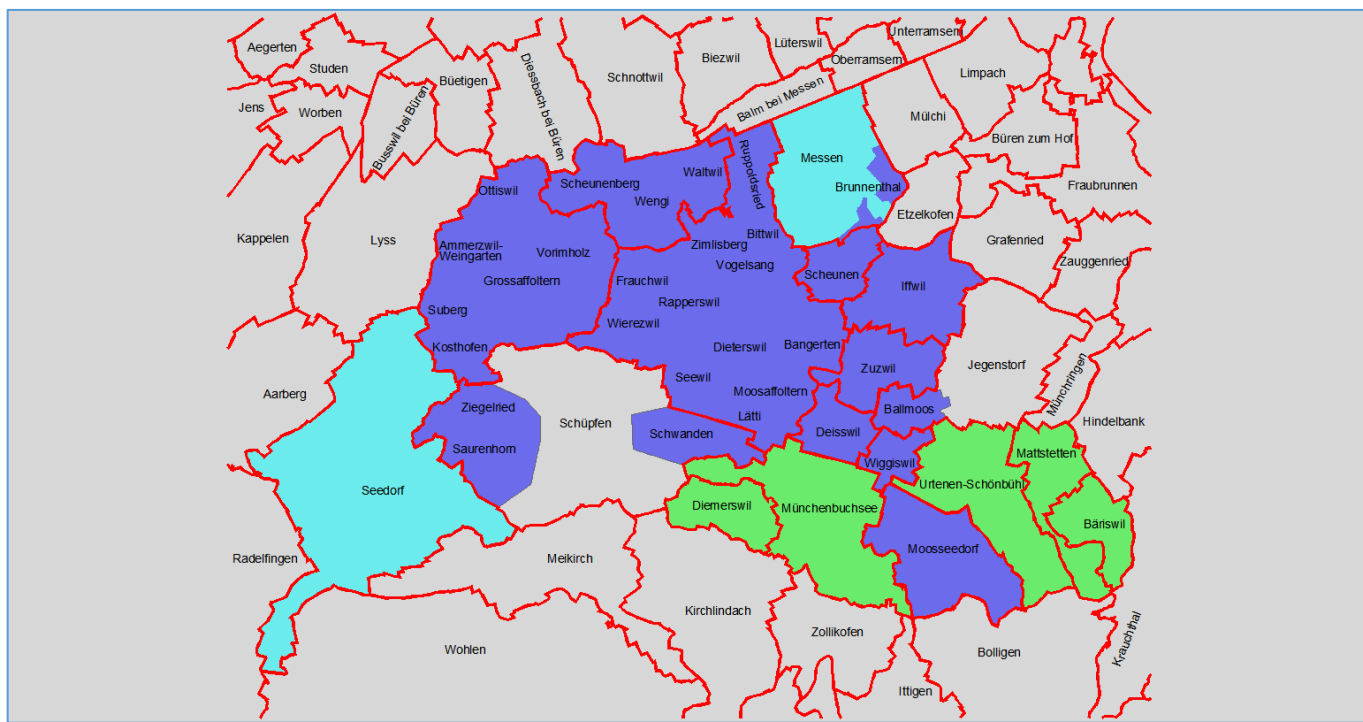 Aegerten
Studen
Büetigen
Diessbach bei Büren
Schnottwil
Biezwil
Lüterswil
Unterramsern
Oberramsern
Limpach
Jens
Worben
Busswil bei Büren
Balm bei Messen
Mülchi
Büren zum Hof
Messen
Ruppoldsried
Waltwil
Scheunenberg
Wengi
Ottiswil
Brunnenthal
Fraubrunnen
Etzelkofen
Grafenried
Kappelen
Lyss
Ammerzwil-
Weingarten
Vorimholz
Zimlisberg
Bittwil
Vogelsang
Zauggenried
Grossaffoltern
Frauchwil
Scheunen
Iffwil
Rapperswil
Suberg
Wierezwil
Kosthofen
Dieterswil
Bangerten
Zuzwil
Jegenstorf
Münchringen
Aarberg
Seewil
Moosaffoltern
Ballmoos
Ziegelried
Schüpfen
Lätti
Hindelbank
Schwanden
Deisswil
Saurenhorn
Wiggiswil
Mattstetten
Seedorf
Urtenen-Schönbühl
Diemerswil
Münchenbuchsee
Bäriswil
Radelfingen
Meikirch
Moosseedorf
Kirchlindach
Zollikofen
Wohlen
Bolligen
Krauchthal
Ittigen